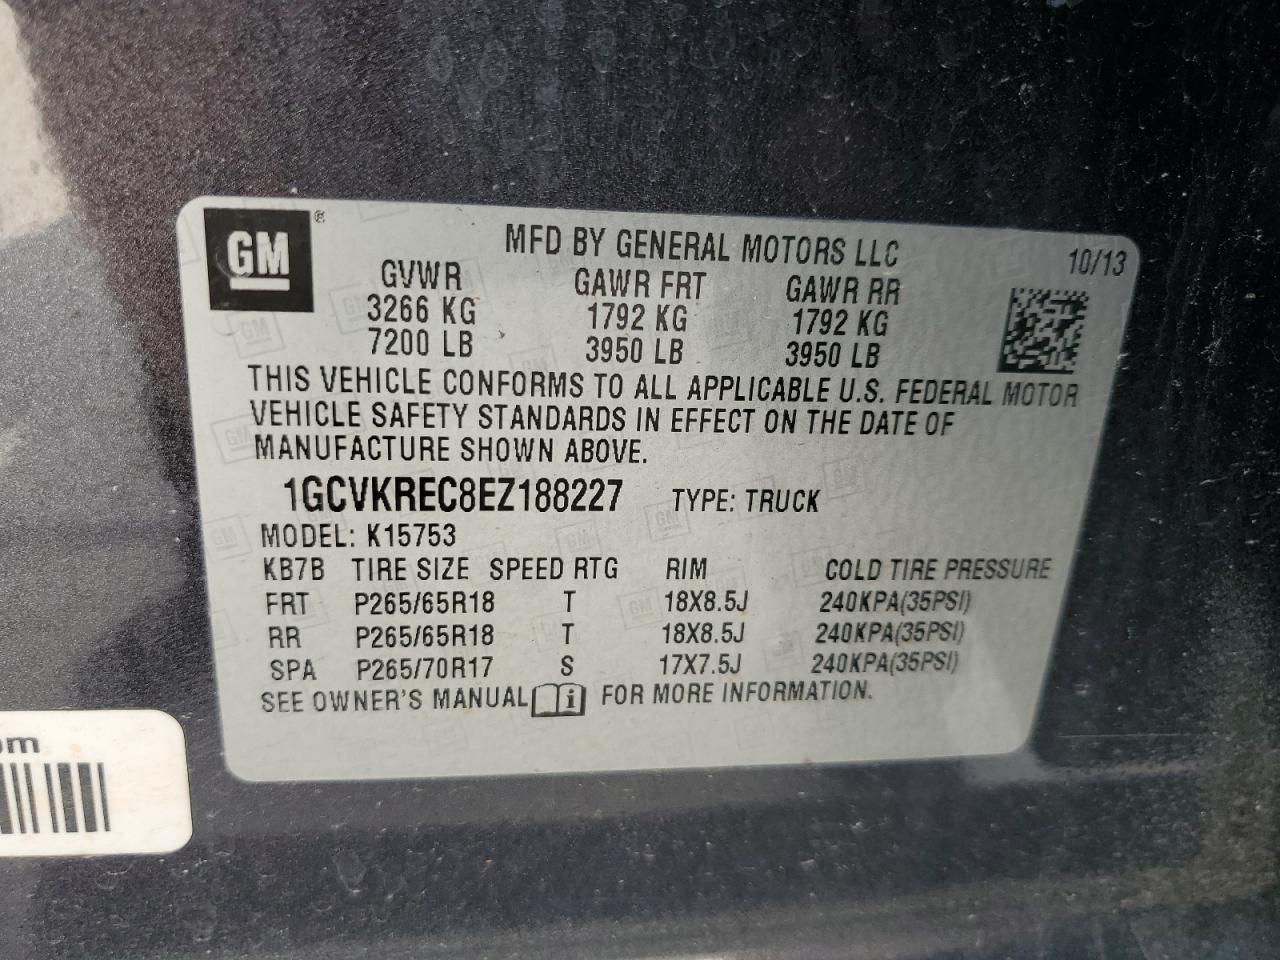 GM ®
MFD BY GENERAL MOTORS LLC 10/13
GVWR GAWR FRT GAWR RR
3266 KG 1792 KG 1792 KG
7200 LB 3950 LB 3950 LB
THIS VEHICLE CONFORMS TO ALL APPLICABLE U.S. FEDERAL MOTOR
VEHICLE SAFETY STANDARDS IN EFFECT ON THE DATE OF
MANUFACTURE SHOWN ABOVE.
1GCVKREC8EZ188227 TYPE: TRUCK
MODEL: K15753
KB7B TIRE SIZE SPEED RTG RIM COLD TIRE PRESSURE
FRT P265/65R18 T 18X8.5J 240KPA(35PSI)
RR P265/65R18 T 18X8.5J 240KPA(35PSI)
SPA P265/70R17 S 17X7.5J 240KPA(35PSI)
SEE OWNER'S MANUAL i FOR MORE INFORMATION.